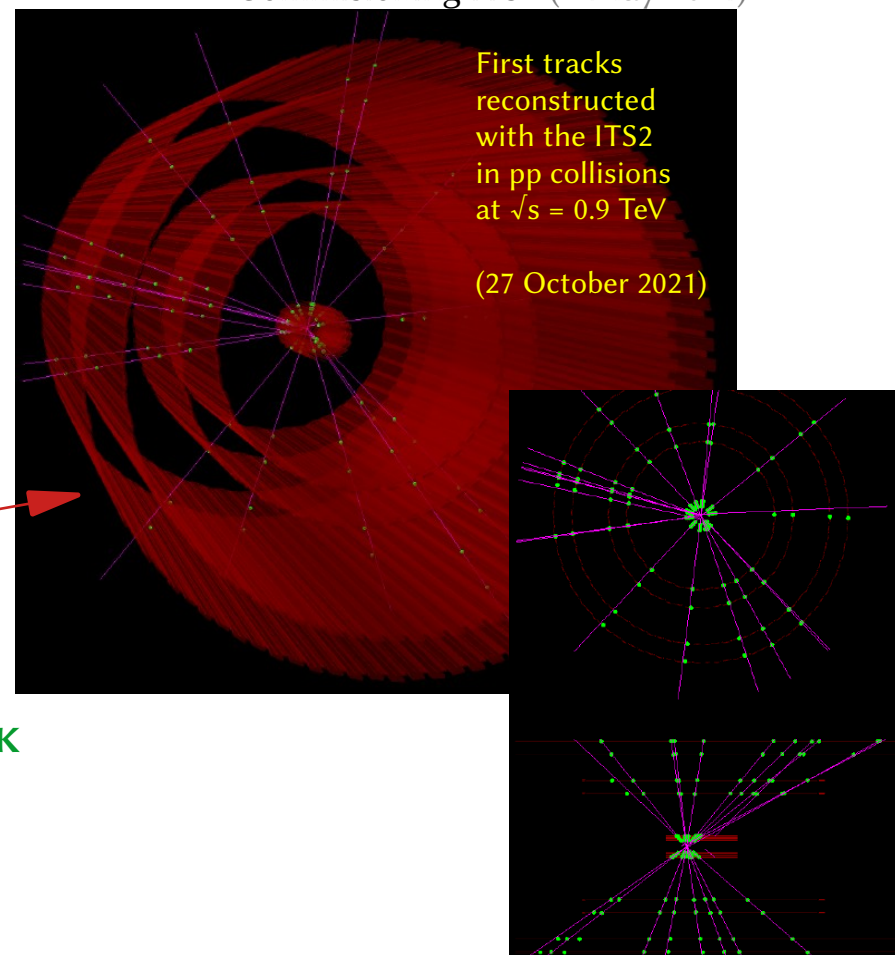 First tracks
reconstructed
with the ITS2
in pp collisions
at √s = 0.9 TeV
(27 October 2021)
K